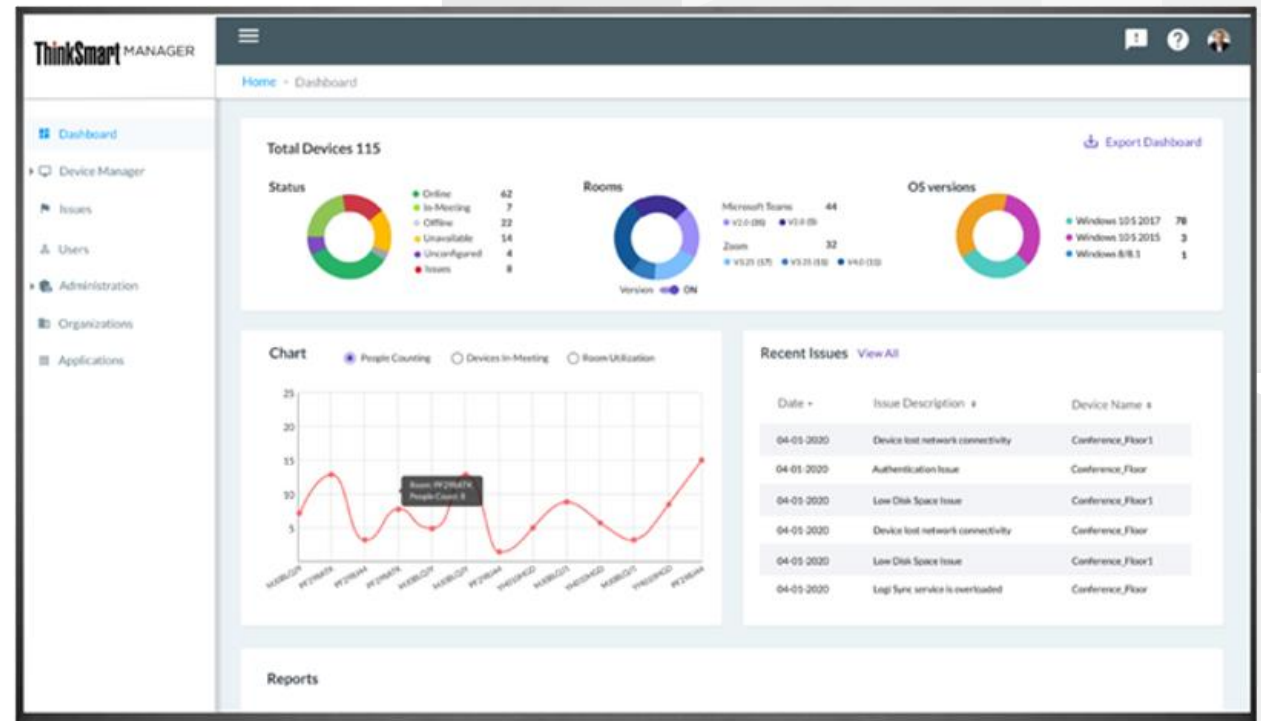 ThinkSmart MANAGER
Home - Dashboard
Dashboard
Device Manager
Issues
Users
Administration
Organizations
Applications
Total Devices 115
Export Dashboard
Status
Online 62
In-Meeting 7
Offline 22
Unavailable 14
Unconfigured 4
Issues 8
Rooms
Microsoft Teams 44
Zoom 32
Version ON
OS versions
Windows 10 S 2017 78
Windows 10 S 2015 3
Windows 8/8.1 1
Chart
People Counting
Devices In-Meeting
Room Utilization
25
20
15
10
5
People Count: 8
Recent Issues View All
Date Issue Description Device Name
04-01-2020 Device lost network connectivity Conference_Floor1
04-01-2020 Authentication Issue Conference_Floor
04-01-2020 Low Disk Space Issue Conference_Floor1
04-01-2020 Device lost network connectivity Conference_Floor
04-01-2020 Low Disk Space Issue Conference_Floor1
04-01-2020 Logi Sync service is overloaded Conference_Floor
Reports